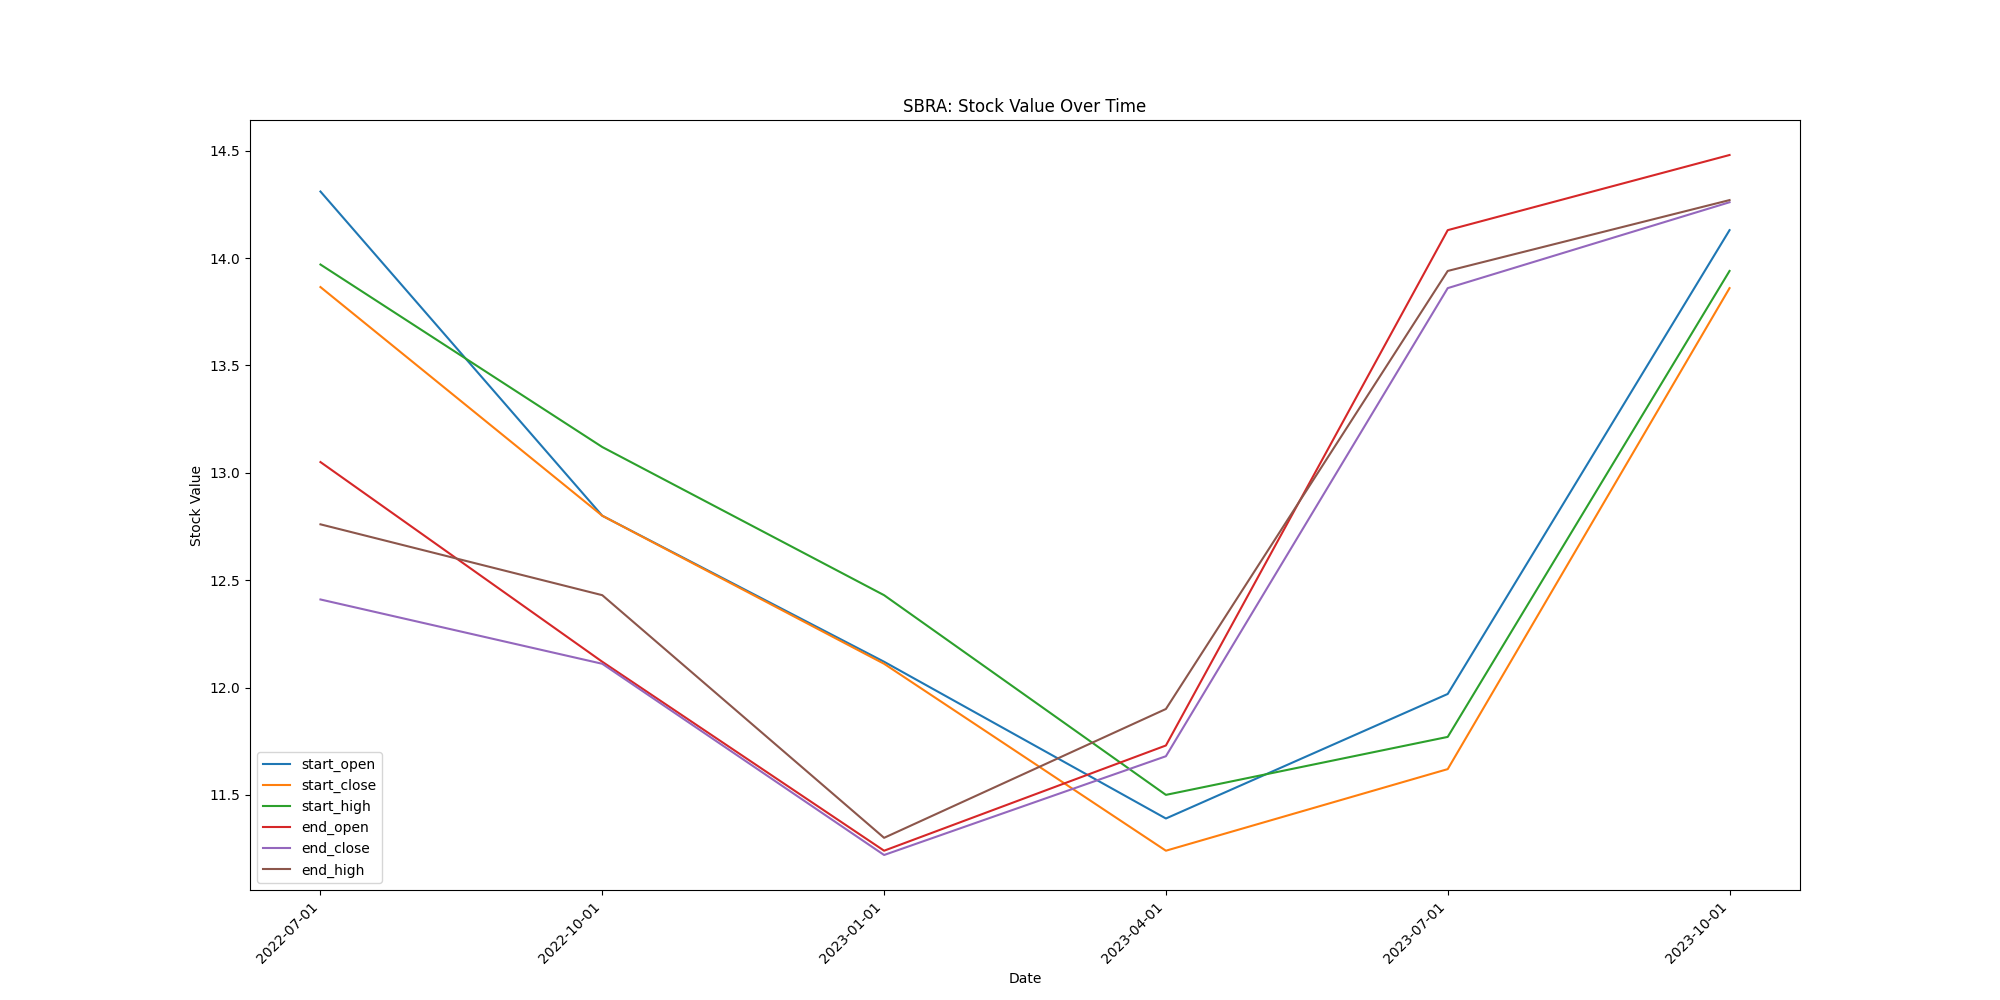 SBRA: Stock Value Over Time
Stock Value
14.5
14.0
13.5
13.0
12.5
12.0
11.5
start_open
start_close
start_high
end_open
end_close
end_high
2022-07-01
2022-10-01
2023-01-01
2023-04-01
2023-07-01
2023-10-01
Date